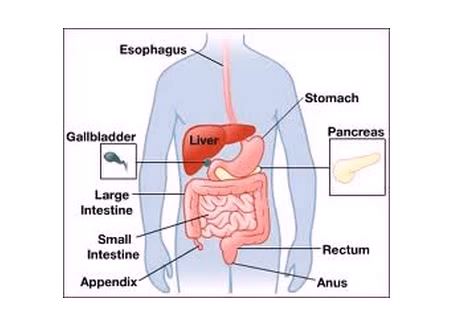 Esophagus
Stomach
Gallbladder
Liver
Pancreas
Large
Intestine
Small
Intestine
Rectum
Appendix
Anus